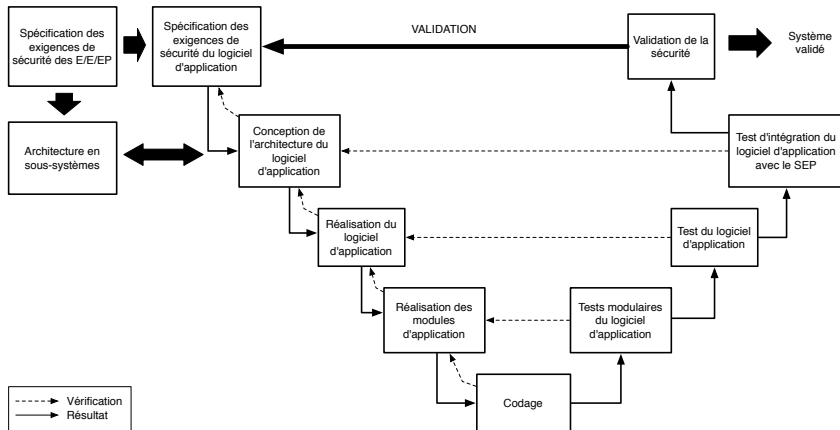 Spécification des
exigences de
sécurité des E/E/EP
Spécification des
exigences de
sécurité du logiciel
d'application
VALIDATION
Validation de la
sécurité
Système
validé
Architecture en
sous-systèmes
Conception de
l'architecture du
logiciel
d'application
Test d'intégration du
logiciel d'application
avec le SEP
Réalisation du
logiciel
d'application
Test du logiciel
d'application
Réalisation des
modules
d'application
Tests modulaires
du logiciel
d'application
Codage
Vérification
Résultat